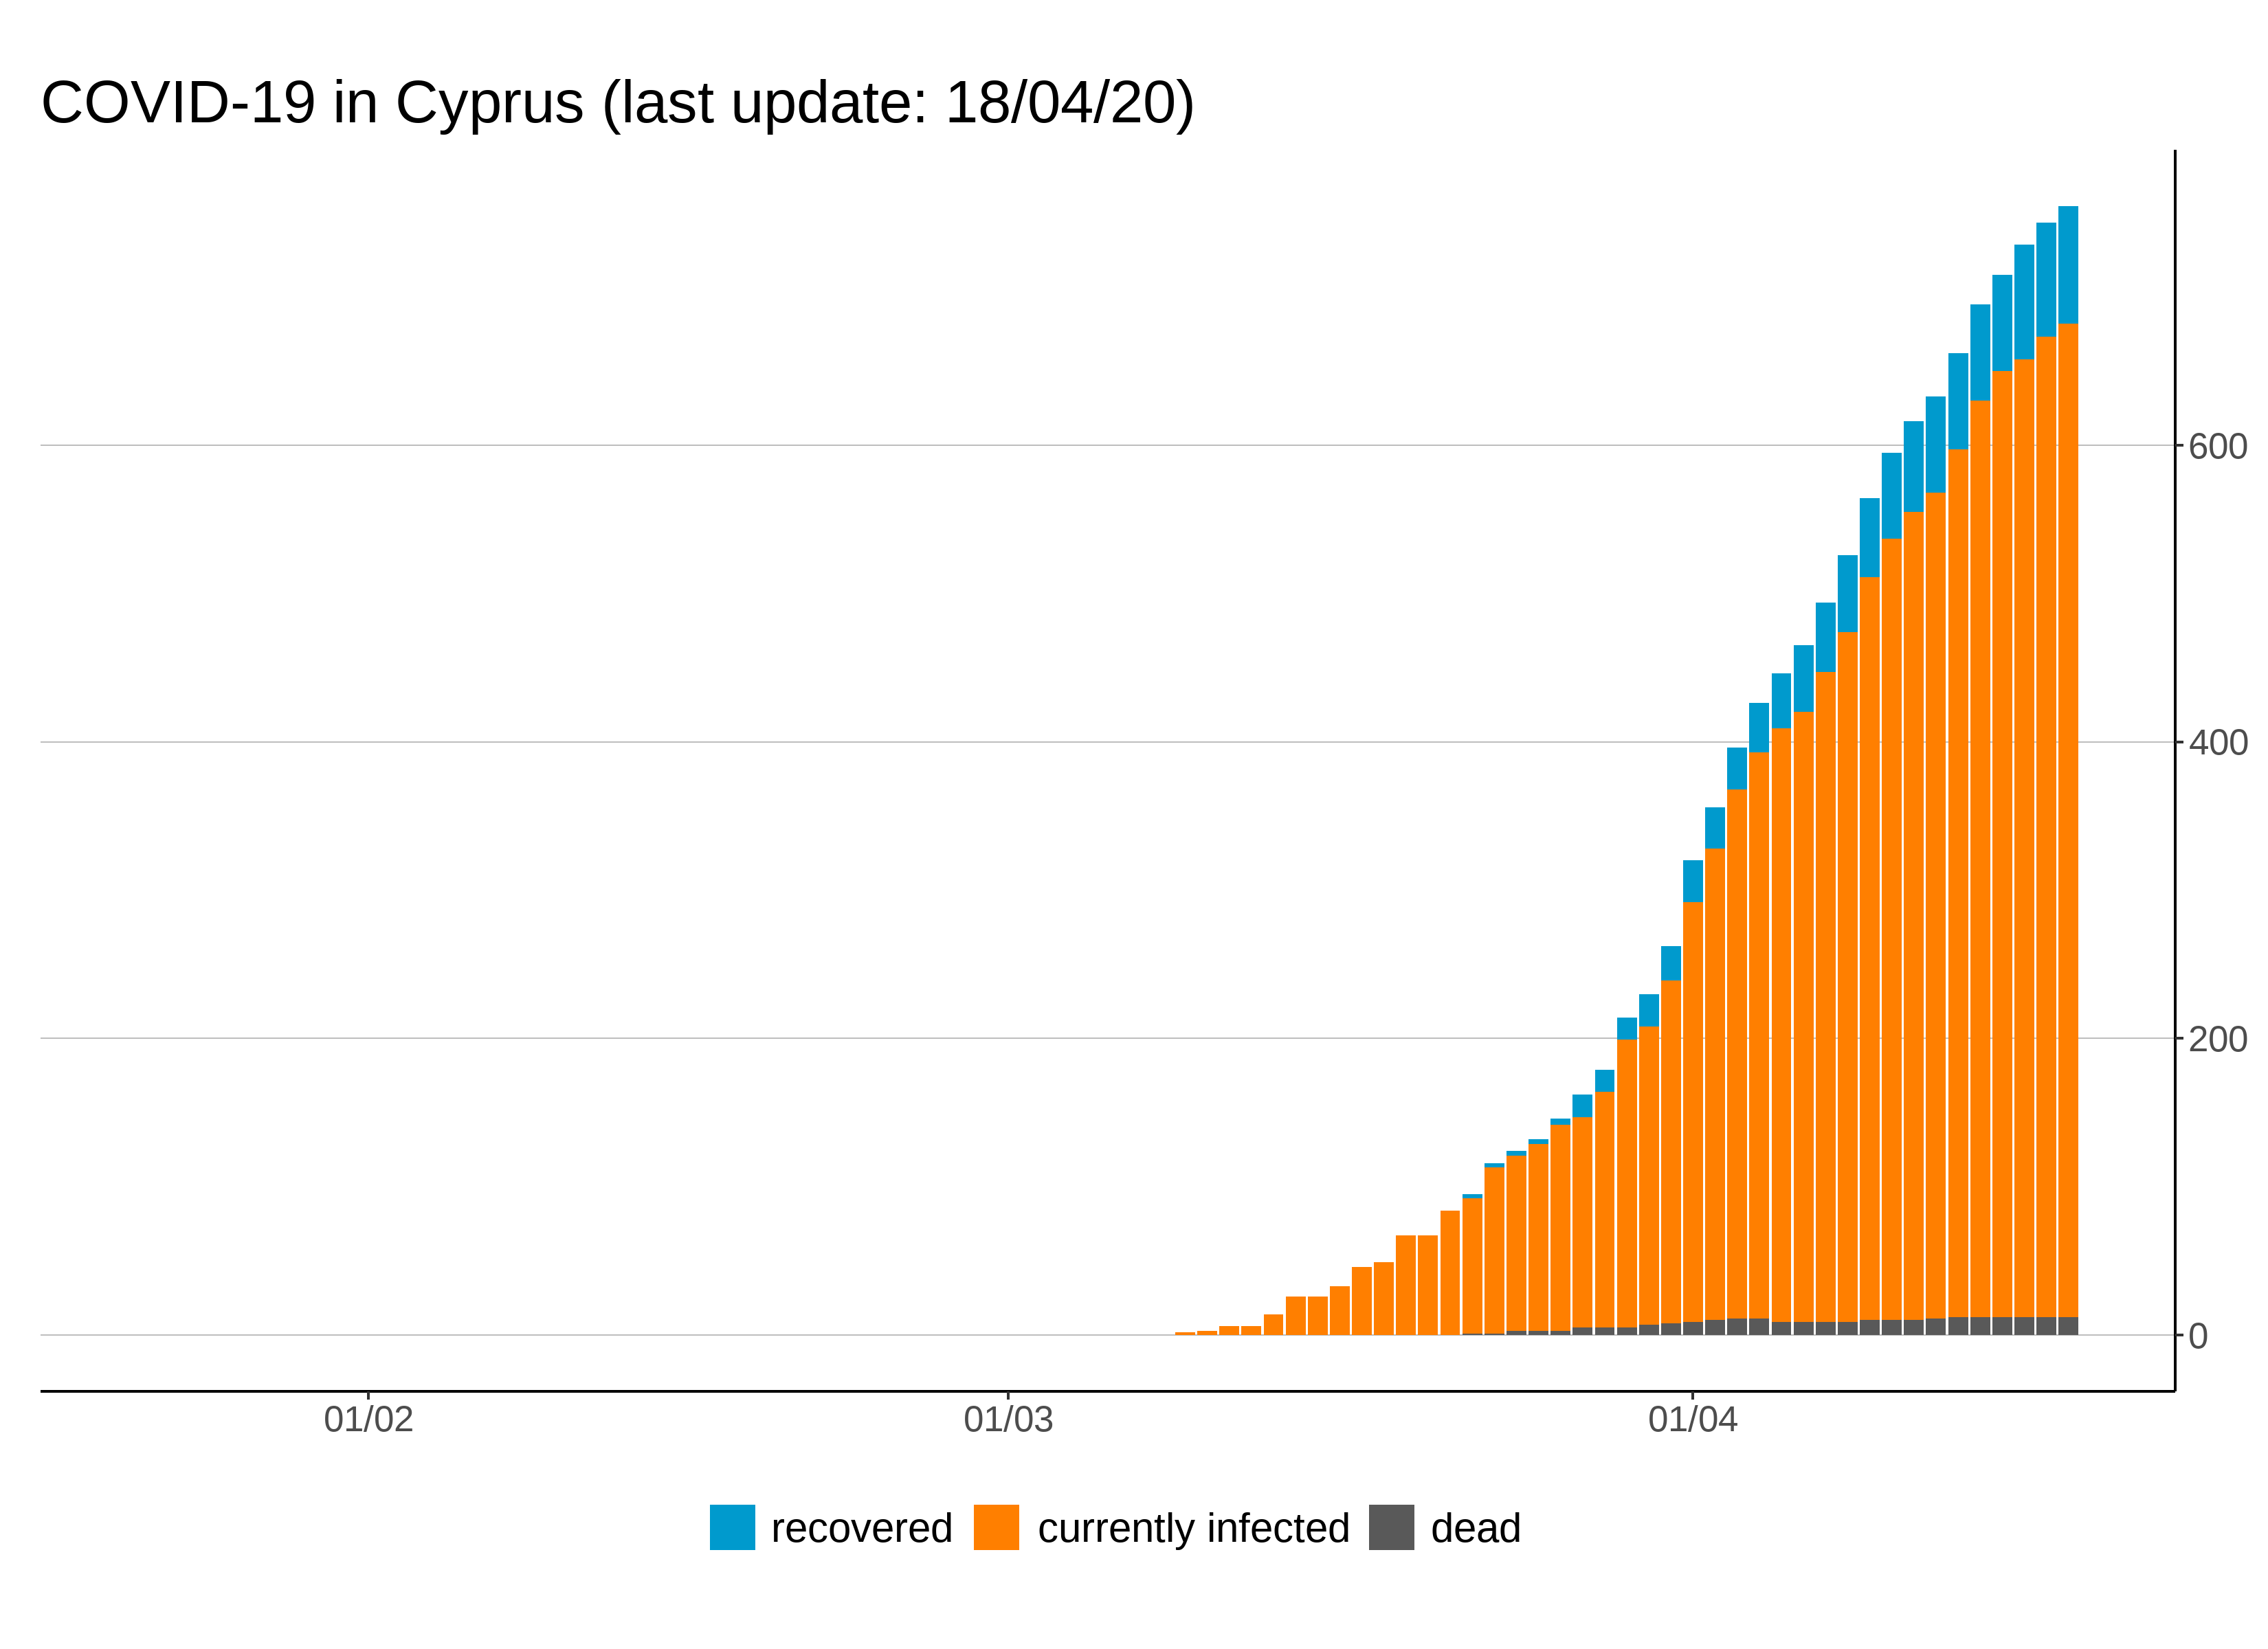 COVID-19 in Cyprus (last update: 18/04/20)
600
400
200
0
01/02 01/03 01/04
recovered currently infected dead